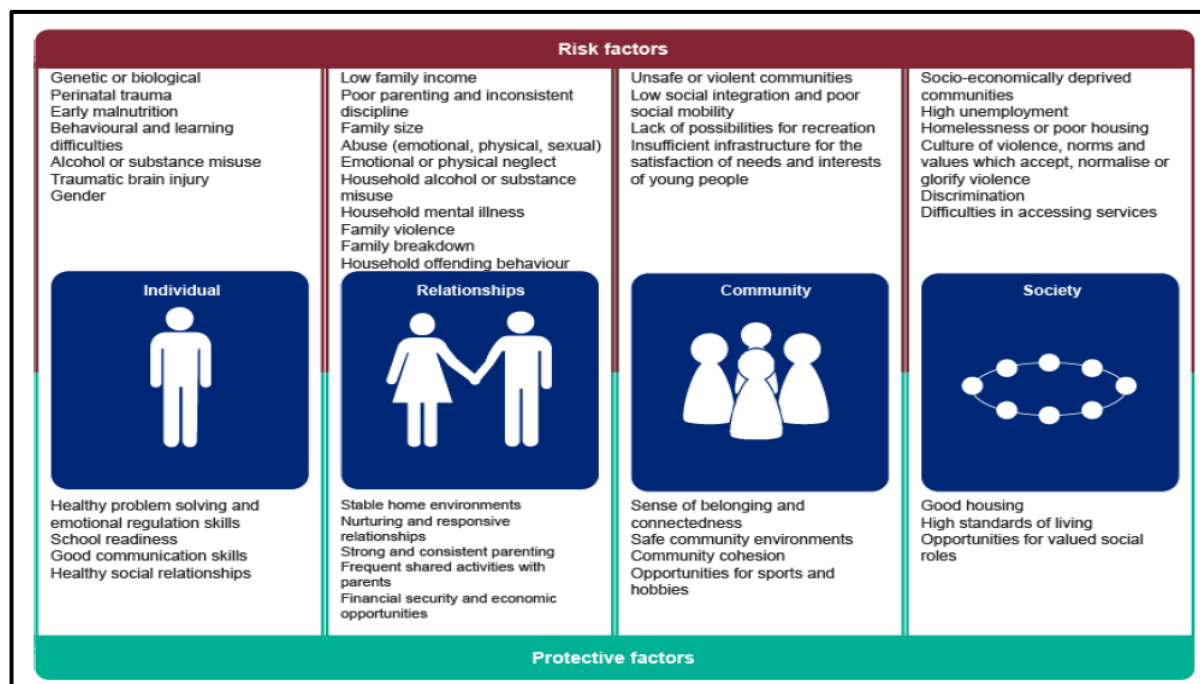 Risk factors
Genetic or biological
Perinatal trauma
Early malnutrition
Behavioural and learning
difficulties
Alcohol or substance misuse
Traumatic brain injury
Gender
Low family income
Poor parenting and inconsistent
discipline
Family size
Abuse (emotional, physical, sexual)
Emotional or physical neglect
Household alcohol or substance
misuse
Household mental illness
Family violence
Family breakdown
Household offending behaviour
Unsafe or violent communities
Low social integration and poor
social mobility
Lack of possibilities for recreation
Insufficient infrastructure for the
satisfaction of needs and interests
of young people
Socio-economically deprived
communities
High unemployment
Homelessness or poor housing
Culture of violence, norms and
values which accept, normalise or
glorify violence
Discrimination
Difficulties in accessing services
Individual
Relationships
Community
Society
Healthy problem solving and
emotional regulation skills
School readiness
Good communication skills
Healthy social relationships
Stable home environments
Nurturing and responsive
relationships
Strong and consistent parenting
Frequent shared activities with
parents
Financial security and economic
opportunities
Sense of belonging and
connectedness
Safe community environments
Community cohesion
Opportunities for sports and
hobbies
Good housing
High standards of living
Opportunities for valued social
roles
Protective factors